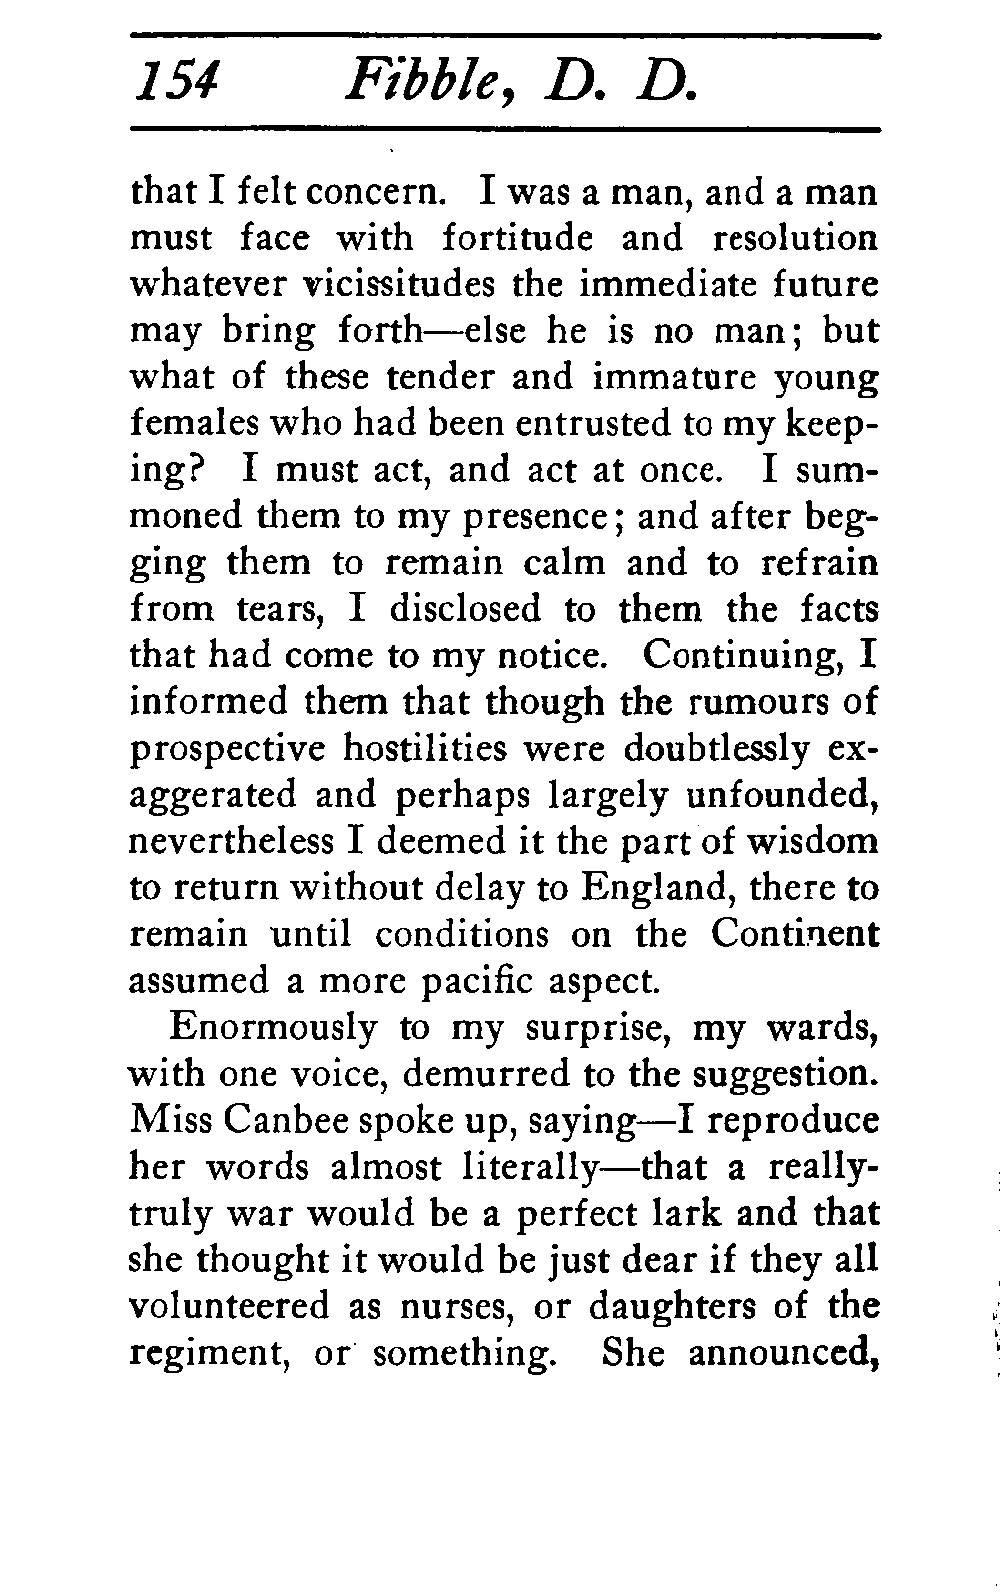 154 Fibble, D. D.
that I felt concern. I was a man, and a man
must face with fortitude and resolution
whatever vicissitudes the immediate future
may bring forth—else he is no man; but
what of these tender and immature young
females who had been entrusted to my keep-
ing? I must act, and act at once. I sum-
moned them to my presence; and after beg-
ging them to remain calm and to refrain
from tears, I disclosed to them the facts
that had come to my notice. Continuing, I
informed them that though the rumours of
prospective hostilities were doubtlessly ex-
aggerated and perhaps largely unfounded,
nevertheless I deemed it the part of wisdom
to return without delay to England, there to
remain until conditions on the Continent
assumed a more pacific aspect.
Enormously to my surprise, my wards,
with one voice, demurred to the suggestion.
Miss Canbee spoke up, saying—I reproduce
her words almost literally—that a really-
truly war would be a perfect lark and that
she thought it would be just dear if they all
volunteered as nurses, or daughters of the
regiment, or something. She announced,